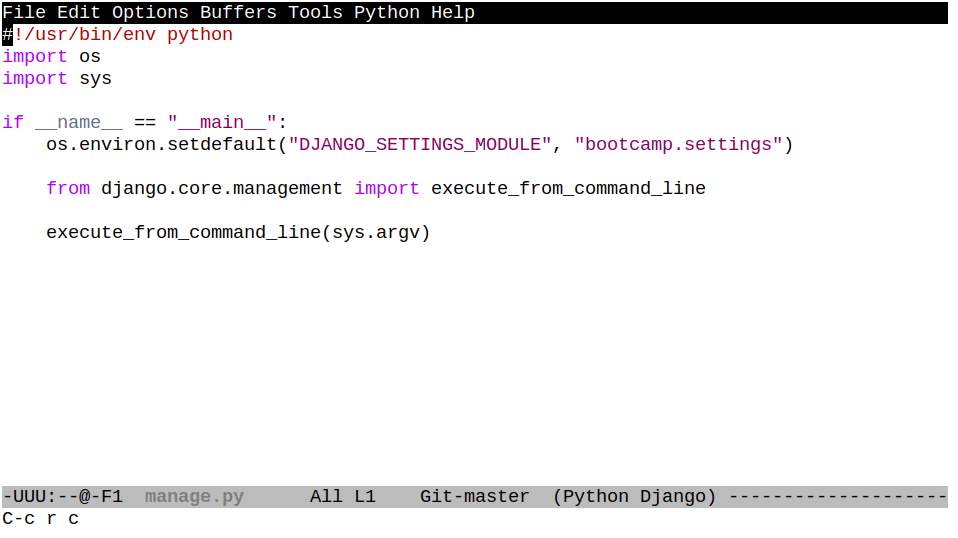 File Edit Options Buffers Tools Python Help
#!/usr/bin/env python
import os
import sys

if __name__ == "__main__":
    os.environ.setdefault("DJANGO_SETTINGS_MODULE", "bootcamp.settings")

    from django.core.management import execute_from_command_line

    execute_from_command_line(sys.argv)
-UUU:--@-F1  manage.py      All L1    Git-master  (Python Django) --------------------
C-c r c